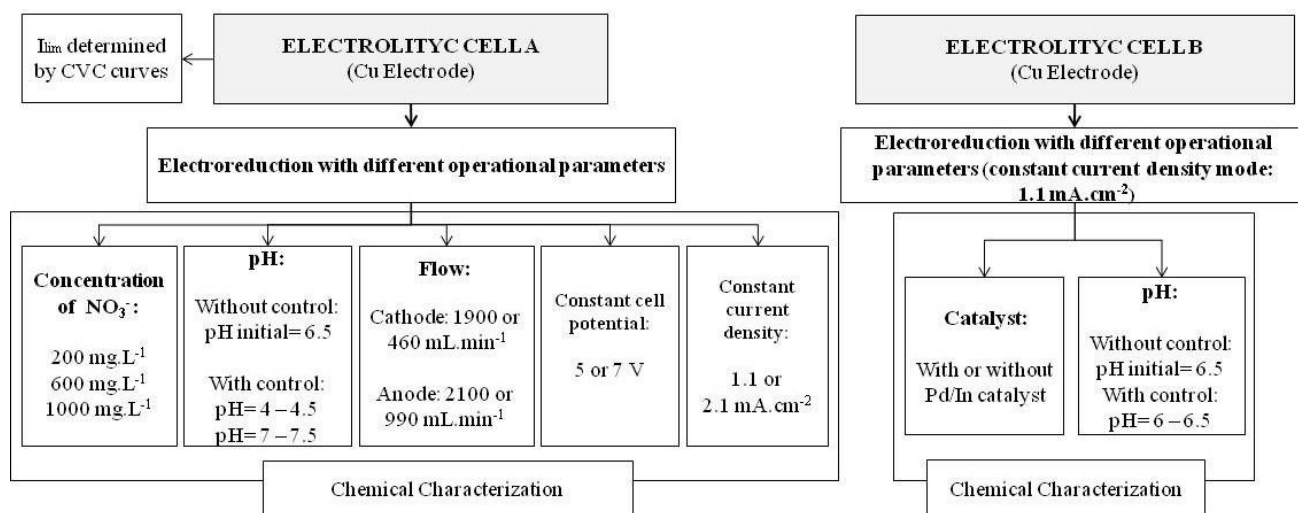 Ilim determined
by CVC curves
ELECTROLITYC CELL A
(Cu Electrode)
ELECTROLITYC CELL B
(Cu Electrode)
Electroreduction with different operational parameters
Electroreduction with different operational
parameters (constant current density mode:
1.1 mA.cm-2)
Concentration
of NO3-:
200 mg.L-1
600 mg.L-1
1000 mg.L-1
pH:
Without control:
pH initial= 6.5
With control:
pH= 4 – 4.5
pH= 7 – 7.5
Flow:
Cathode: 1900 or
460 mL.min-1
Anode: 2100 or
990 mL.min-1
Constant cell
potential:
5 or 7 V
Constant
current
density:
1.1 or
2.1 mA.cm-2
Catalyst:
With or without
Pd/In catalyst
pH:
Without control:
pH initial= 6.5
With control:
pH= 6 – 6.5
Chemical Characterization
Chemical Characterization